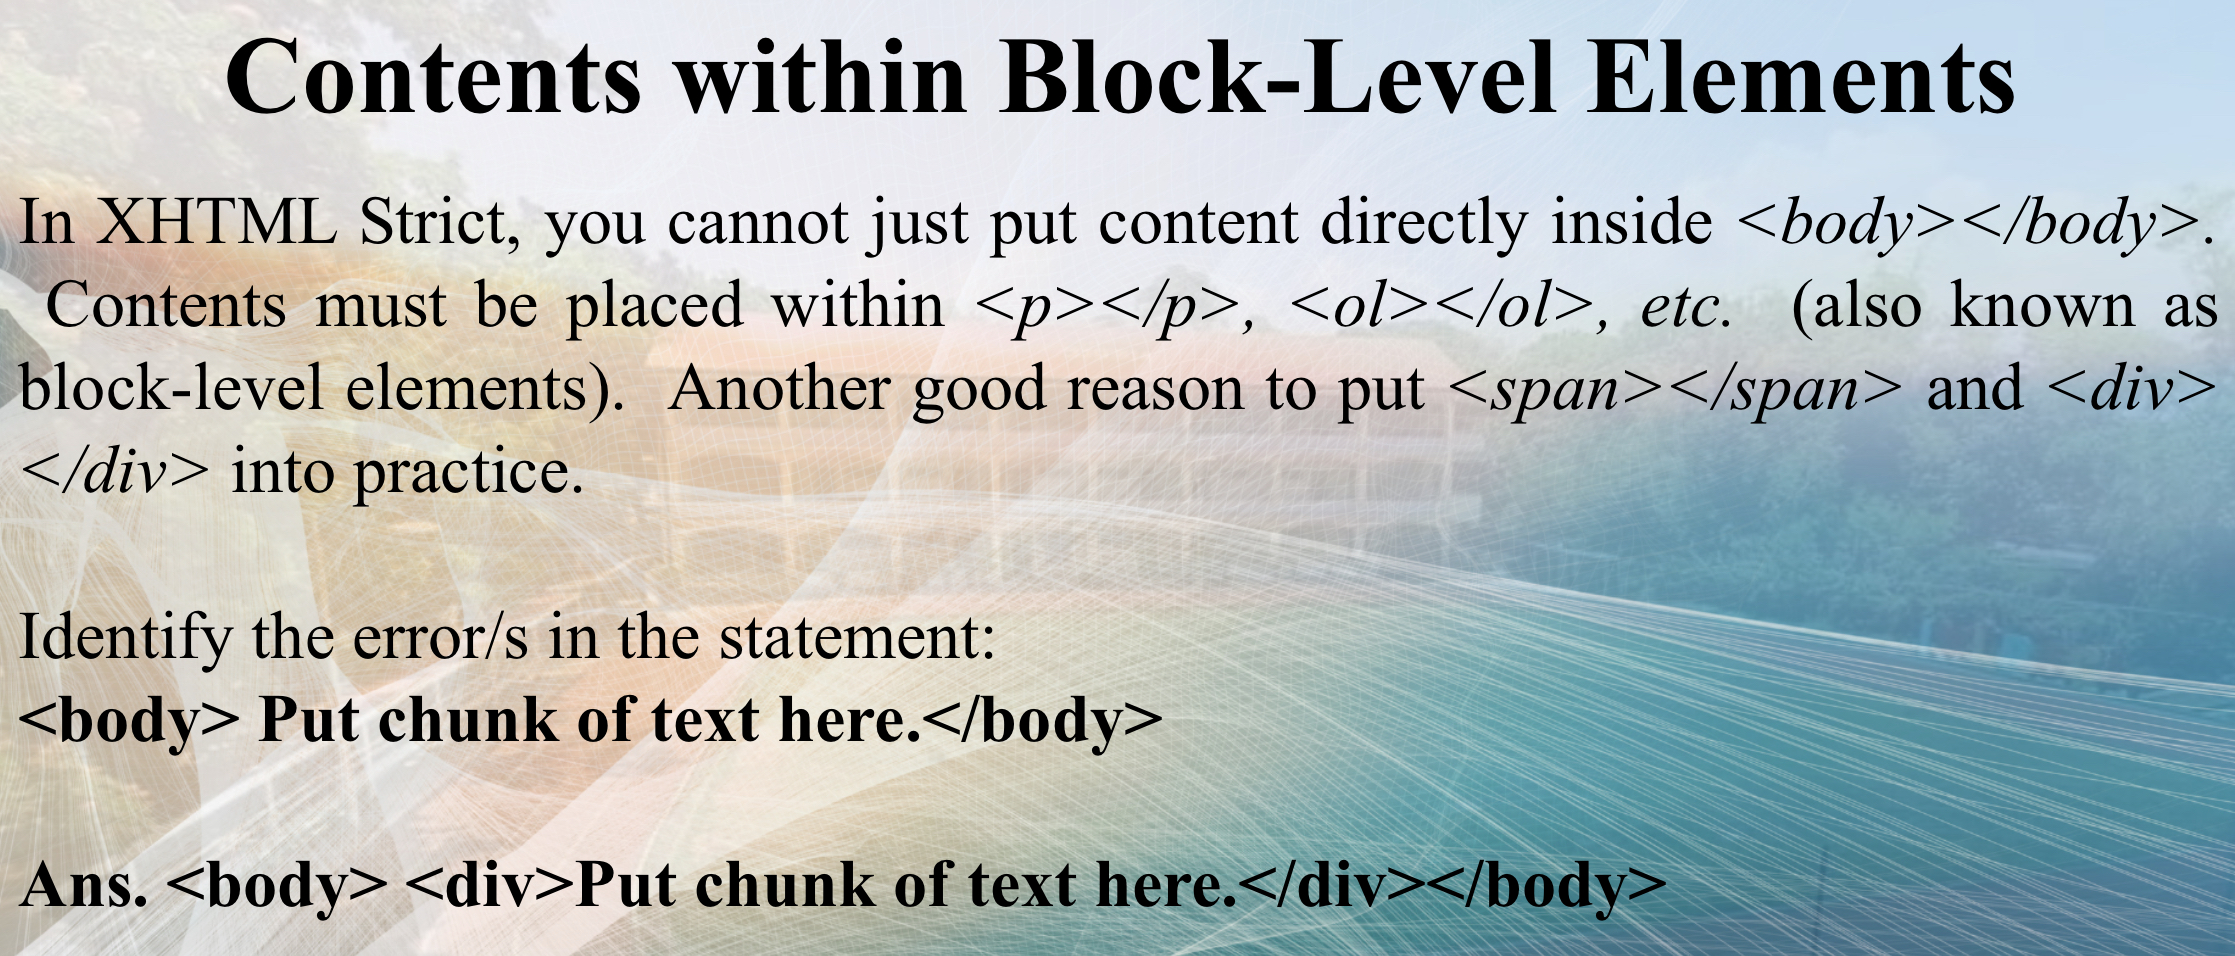 Contents within Block-Level Elements
In XHTML Strict, you cannot just put content directly inside <body></body>.
Contents must be placed within <p></p>, <ol></ol>, etc. (also known as
block-level elements). Another good reason to put <span></span> and <div>
</div> into practice.
Identify the error/s in the statement:
<body> Put chunk of text here.</body>
Ans. <body> <div>Put chunk of text here.</div></body>